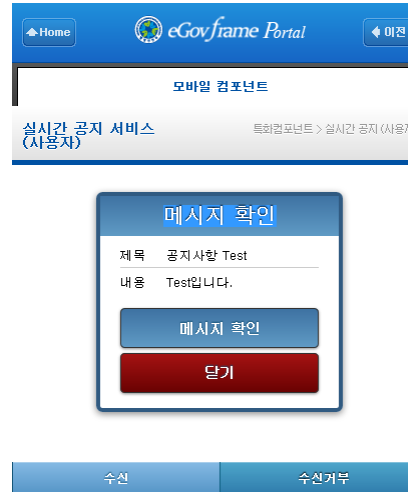 Home
eGovframe Portal
이전
모바일 컴포넌트
실시간 공지 서비스
(사용자)
특화컴포넌트 > 실시간 공지 (사용자
메시지 확인
제목 공지사항 Test
내용 Test입니다.
메시지 확인
닫기
수신 수신거부